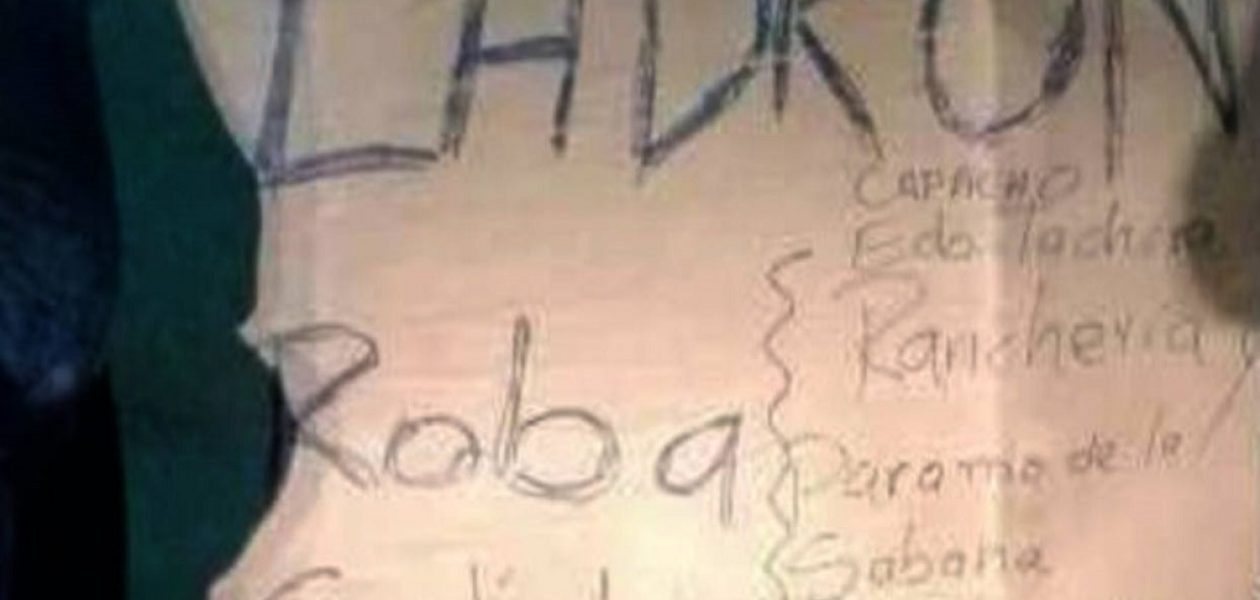 LADRON
CAPACHO
Edo Tachira
Rancheria y
Roba
Paramo de la
Sabana